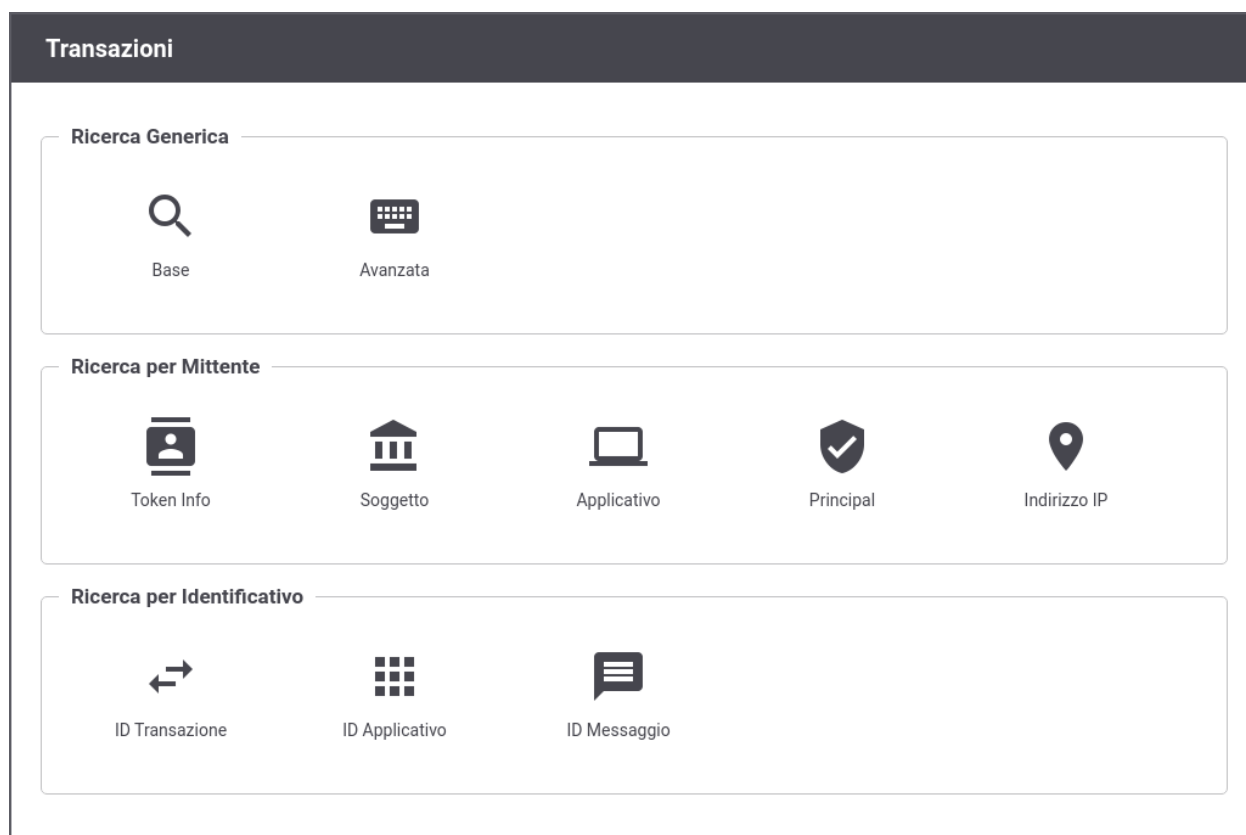 Transazioni
Ricerca Generica
Base
Avanzata
Ricerca per Mittente
Token Info
Soggetto
Applicativo
Principal
Indirizzo IP
Ricerca per Identificativo
ID Transazione
ID Applicativo
ID Messaggio